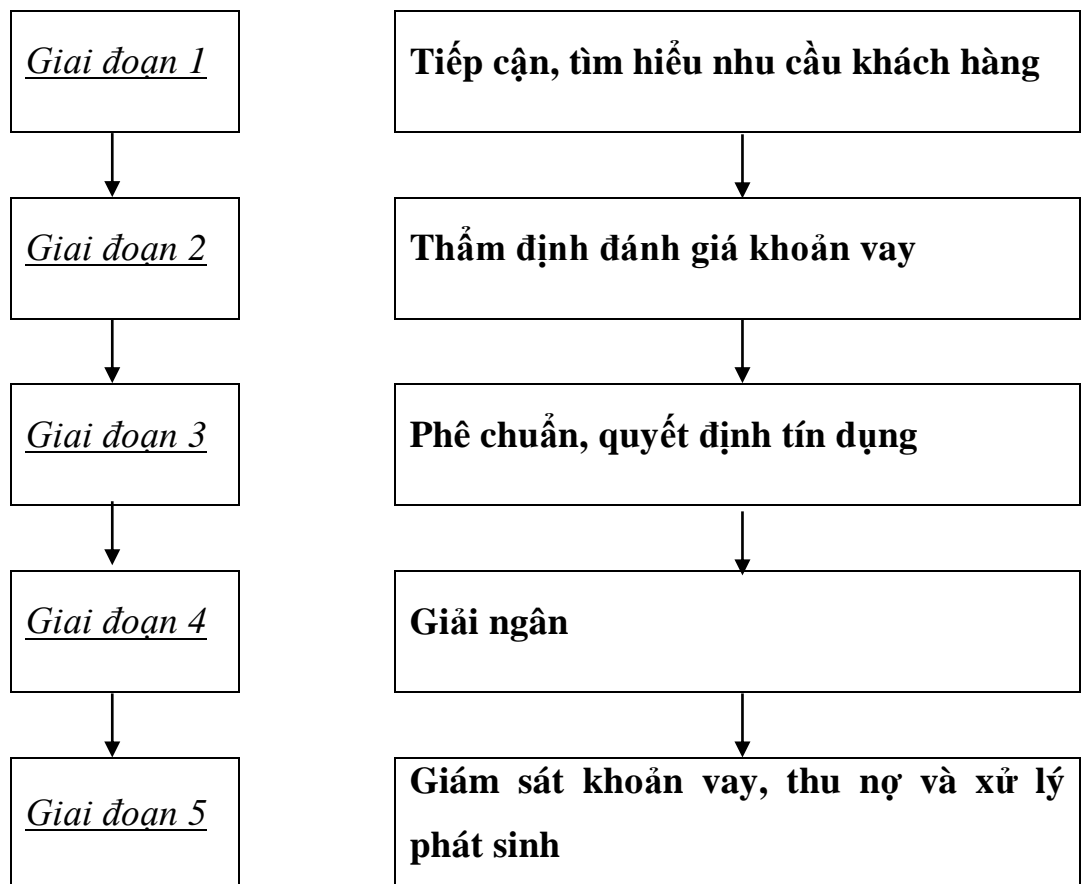 Giai đoạn 1
Tiếp cận, tìm hiểu nhu cầu khách hàng
Giai đoạn 2
Thẩm định đánh giá khoản vay
Giai đoạn 3
Phê chuẩn, quyết định tín dụng
Giai đoạn 4
Giải ngân
Giai đoạn 5
Giám sát khoản vay, thu nợ và xử lý
phát sinh